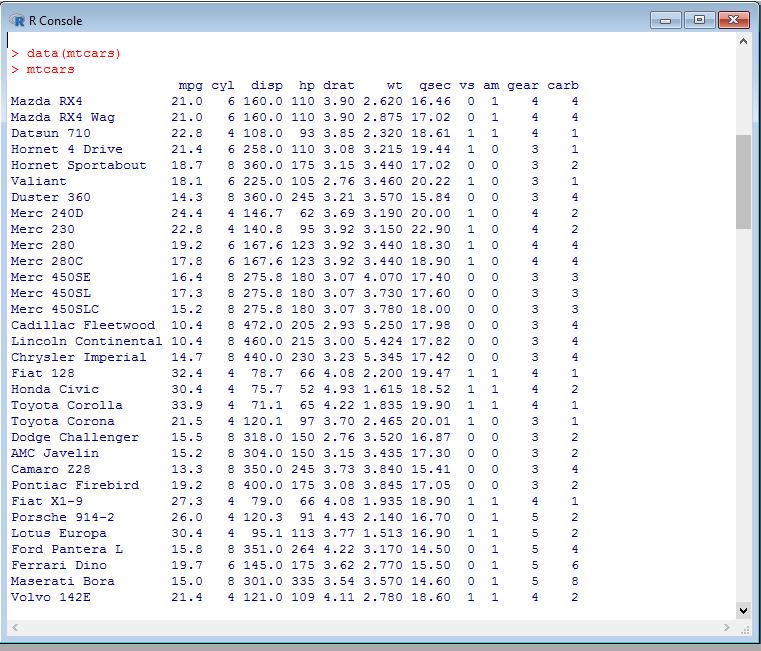 R Console
> data(mtcars)
> mtcars
                     mpg cyl  disp  hp drat    wt  qsec vs am gear carb
Mazda RX4           21.0   6 160.0 110 3.90 2.620 16.46  0  1    4    4
Mazda RX4 Wag       21.0   6 160.0 110 3.90 2.875 17.02  0  1    4    4
Datsun 710          22.8   4 108.0  93 3.85 2.320 18.61  1  1    4    1
Hornet 4 Drive      21.4   6 258.0 110 3.08 3.215 19.44  1  0    3    1
Hornet Sportabout   18.7   8 360.0 175 3.15 3.440 17.02  0  0    3    2
Valiant             18.1   6 225.0 105 2.76 3.460 20.22  1  0    3    1
Duster 360          14.3   8 360.0 245 3.21 3.570 15.84  0  0    3    4
Merc 240D           24.4   4 146.7  62 3.69 3.190 20.00  1  0    4    2
Merc 230            22.8   4 140.8  95 3.92 3.150 22.90  1  0    4    2
Merc 280            19.2   6 167.6 123 3.92 3.440 18.30  1  0    4    4
Merc 280C           17.8   6 167.6 123 3.92 3.440 18.90  1  0    4    4
Merc 450SE          16.4   8 275.8 180 3.07 4.070 17.40  0  0    3    3
Merc 450SL          17.3   8 275.8 180 3.07 3.730 17.60  0  0    3    3
Merc 450SLC         15.2   8 275.8 180 3.07 3.780 18.00  0  0    3    3
Cadillac Fleetwood  10.4   8 472.0 205 2.93 5.250 17.98  0  0    3    4
Lincoln Continental 10.4   8 460.0 215 3.00 5.424 17.82  0  0    3    4
Chrysler Imperial   14.7   8 440.0 230 3.23 5.345 17.42  0  0    3    4
Fiat 128            32.4   4  78.7  66 4.08 2.200 19.47  1  1    4    1
Honda Civic         30.4   4  75.7  52 4.93 1.615 18.52  1  1    4    2
Toyota Corolla      33.9   4  71.1  65 4.22 1.835 19.90  1  1    4    1
Toyota Corona       21.5   4 120.1  97 3.70 2.465 20.01  1  0    3    1
Dodge Challenger    15.5   8 318.0 150 2.76 3.520 16.87  0  0    3    2
AMC Javelin         15.2   8 304.0 150 3.15 3.435 17.30  0  0    3    2
Camaro Z28          13.3   8 350.0 245 3.73 3.840 15.41  0  0    3    4
Pontiac Firebird    19.2   8 400.0 175 3.08 3.845 17.05  0  0    3    2
Fiat X1-9           27.3   4  79.0  66 4.08 1.935 18.90  1  1    4    1
Porsche 914-2       26.0   4 120.3  91 4.43 2.140 16.70  0  1    5    2
Lotus Europa        30.4   4  95.1 113 3.77 1.513 16.90  1  1    5    2
Ford Pantera L      15.8   8 351.0 264 4.22 3.170 14.50  0  1    5    4
Ferrari Dino        19.7   6 145.0 175 3.62 2.770 15.50  0  1    5    6
Maserati Bora       15.0   8 301.0 335 3.54 3.570 14.60  0  1    5    8
Volvo 142E          21.4   4 121.0 109 4.11 2.780 18.60  1  1    4    2